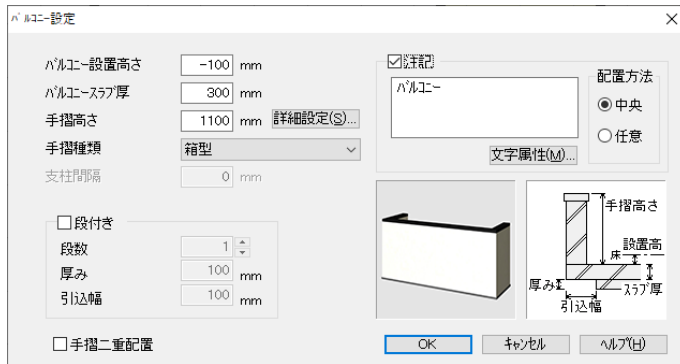 ﾊﾞﾙｺﾆｰ設定
ﾊﾞﾙｺﾆｰ設置高さ -100 mm
ﾊﾞﾙｺﾆｰｽﾗﾌﾞ厚 300 mm
手摺高さ 1100 mm 詳細設定(S)...
手摺種類 箱型
支柱間隔 0 mm
段付き
段数 1
厚み 100 mm
引込幅 100 mm
手摺二重配置
注記
ﾊﾞﾙｺﾆｰ
文字属性(M)...
配置方法
中央
任意
手摺高さ
設置高
床
厚み
ｽﾗﾌﾞ厚
引込幅
OK ｷｬﾝｾﾙ ﾍﾙﾌﾟ(H)